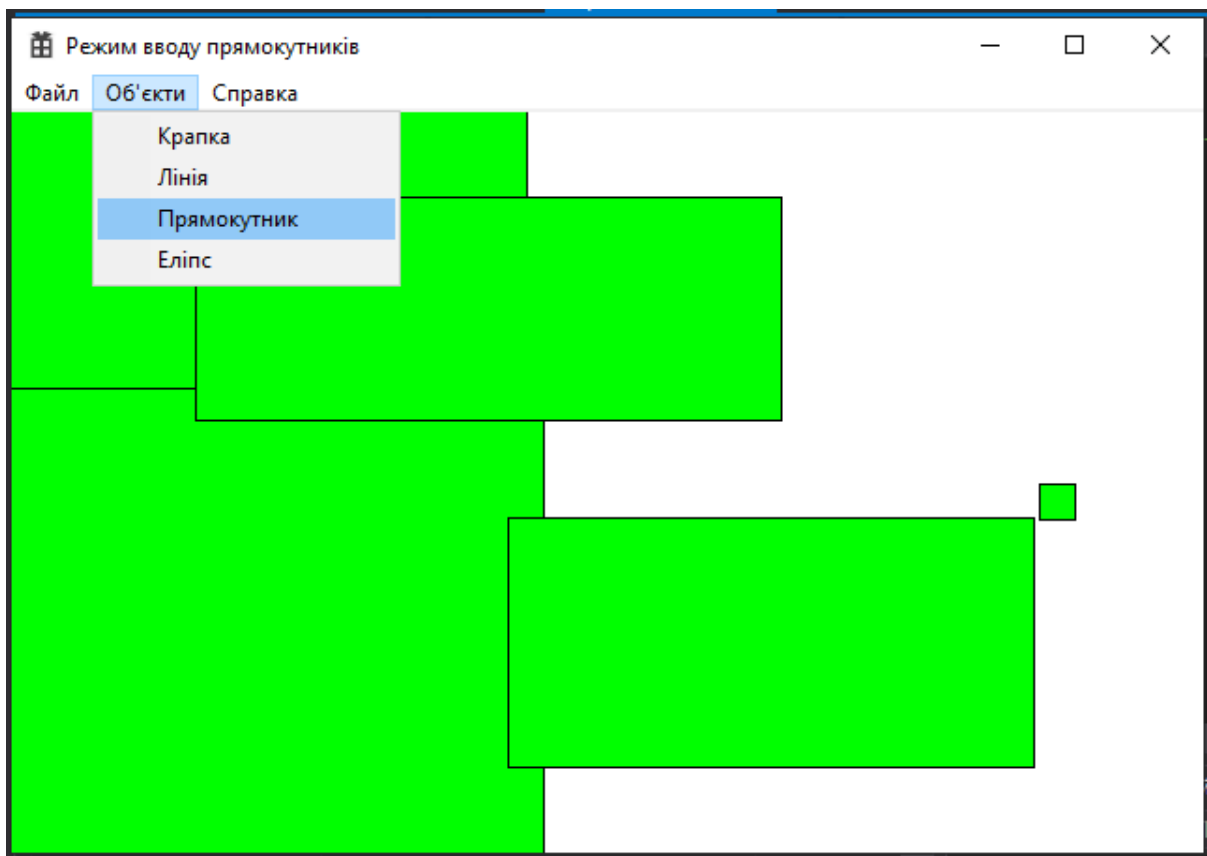 Режим вводу прямокутників
Файл Об'єкти Справка
Крапка
Лінія
Прямокутник
Еліпс